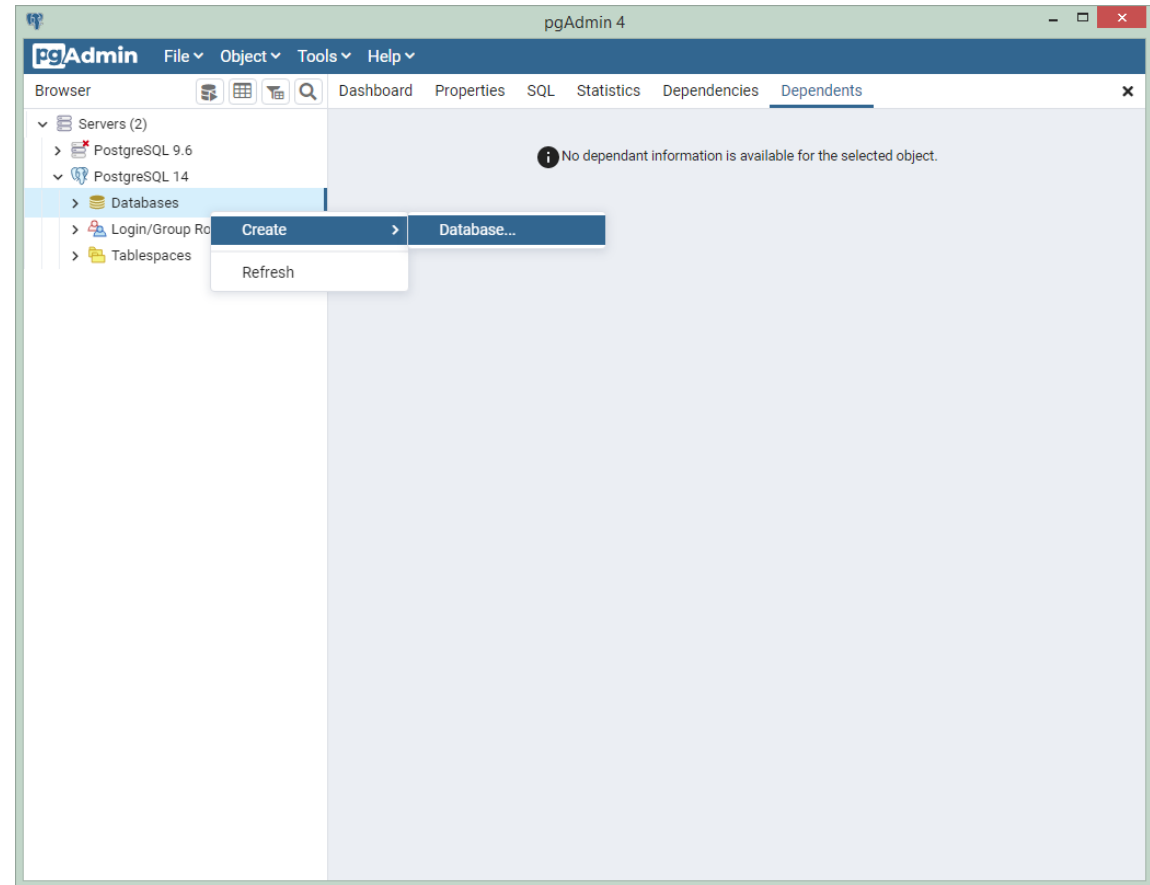 pgAdmin 4
pgAdmin File Object Tools Help
Browser Dashboard Properties SQL Statistics Dependencies Dependents
Servers (2)
PostgreSQL 9.6
No dependant information is available for the selected object.
PostgreSQL 14
Databases
Login/Group Ro
Create
Database...
Tablespaces
Refresh